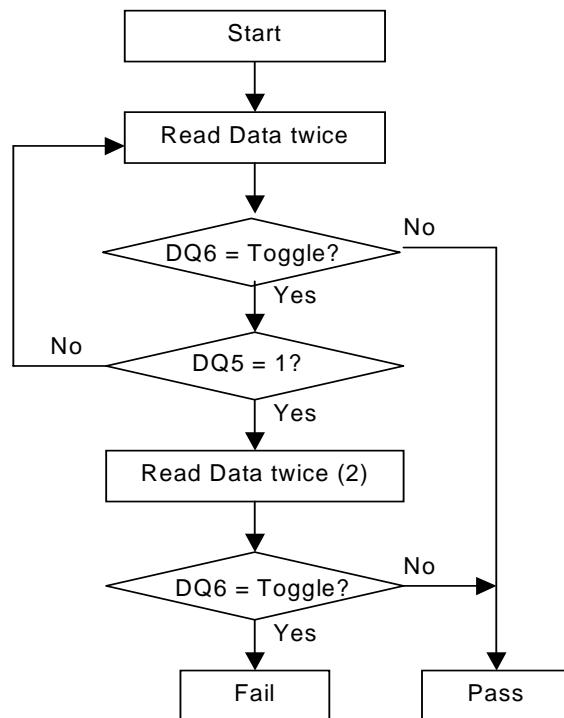 Start
Read Data twice
DQ6 = Toggle?
No
Yes
No
DQ5 = 1?
Yes
Read Data twice (2)
DQ6 = Toggle?
No
Yes
Fail
Pass